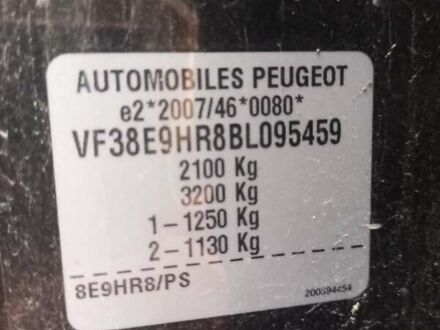 AUTOMOBILES PEUGEOT
e2*2007/46*0080*
VF38E9HR8BL095459
2100 Kg
3200 Kg
1-1250 Kg
2-1130 Kg
8E9HR8/PS
200394454